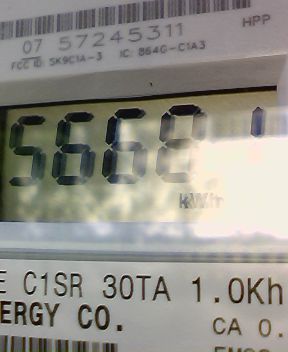 HPP
07 57245311
FCC ID: SK9C1A-3 IC: 864G-C1A3
5668
kWh
E C1SR 30TA 1.0Kh
ERGY CO.
CA 0.